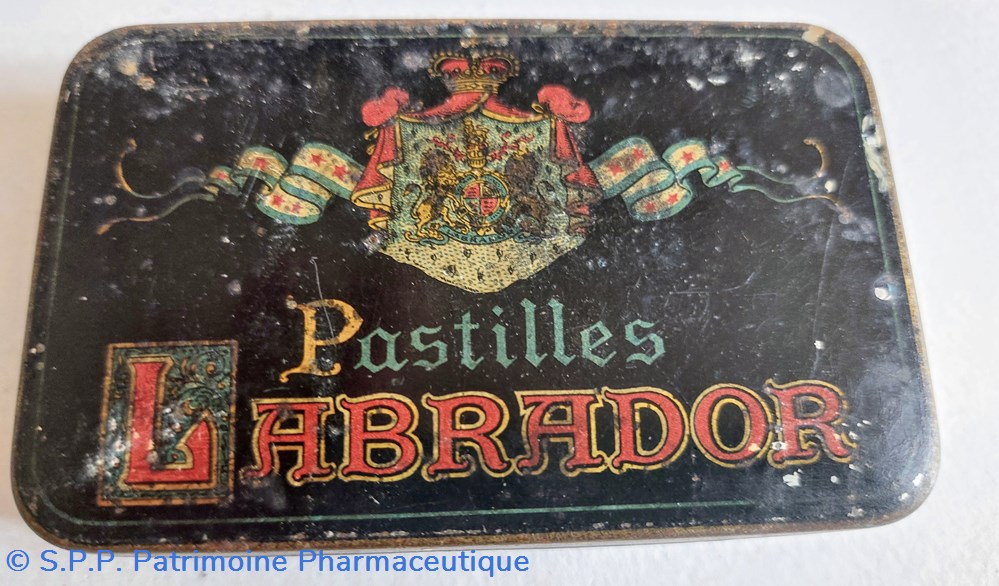 Pastilles
LABRADOR
© S.P.P. Patrimoine Pharmaceutique